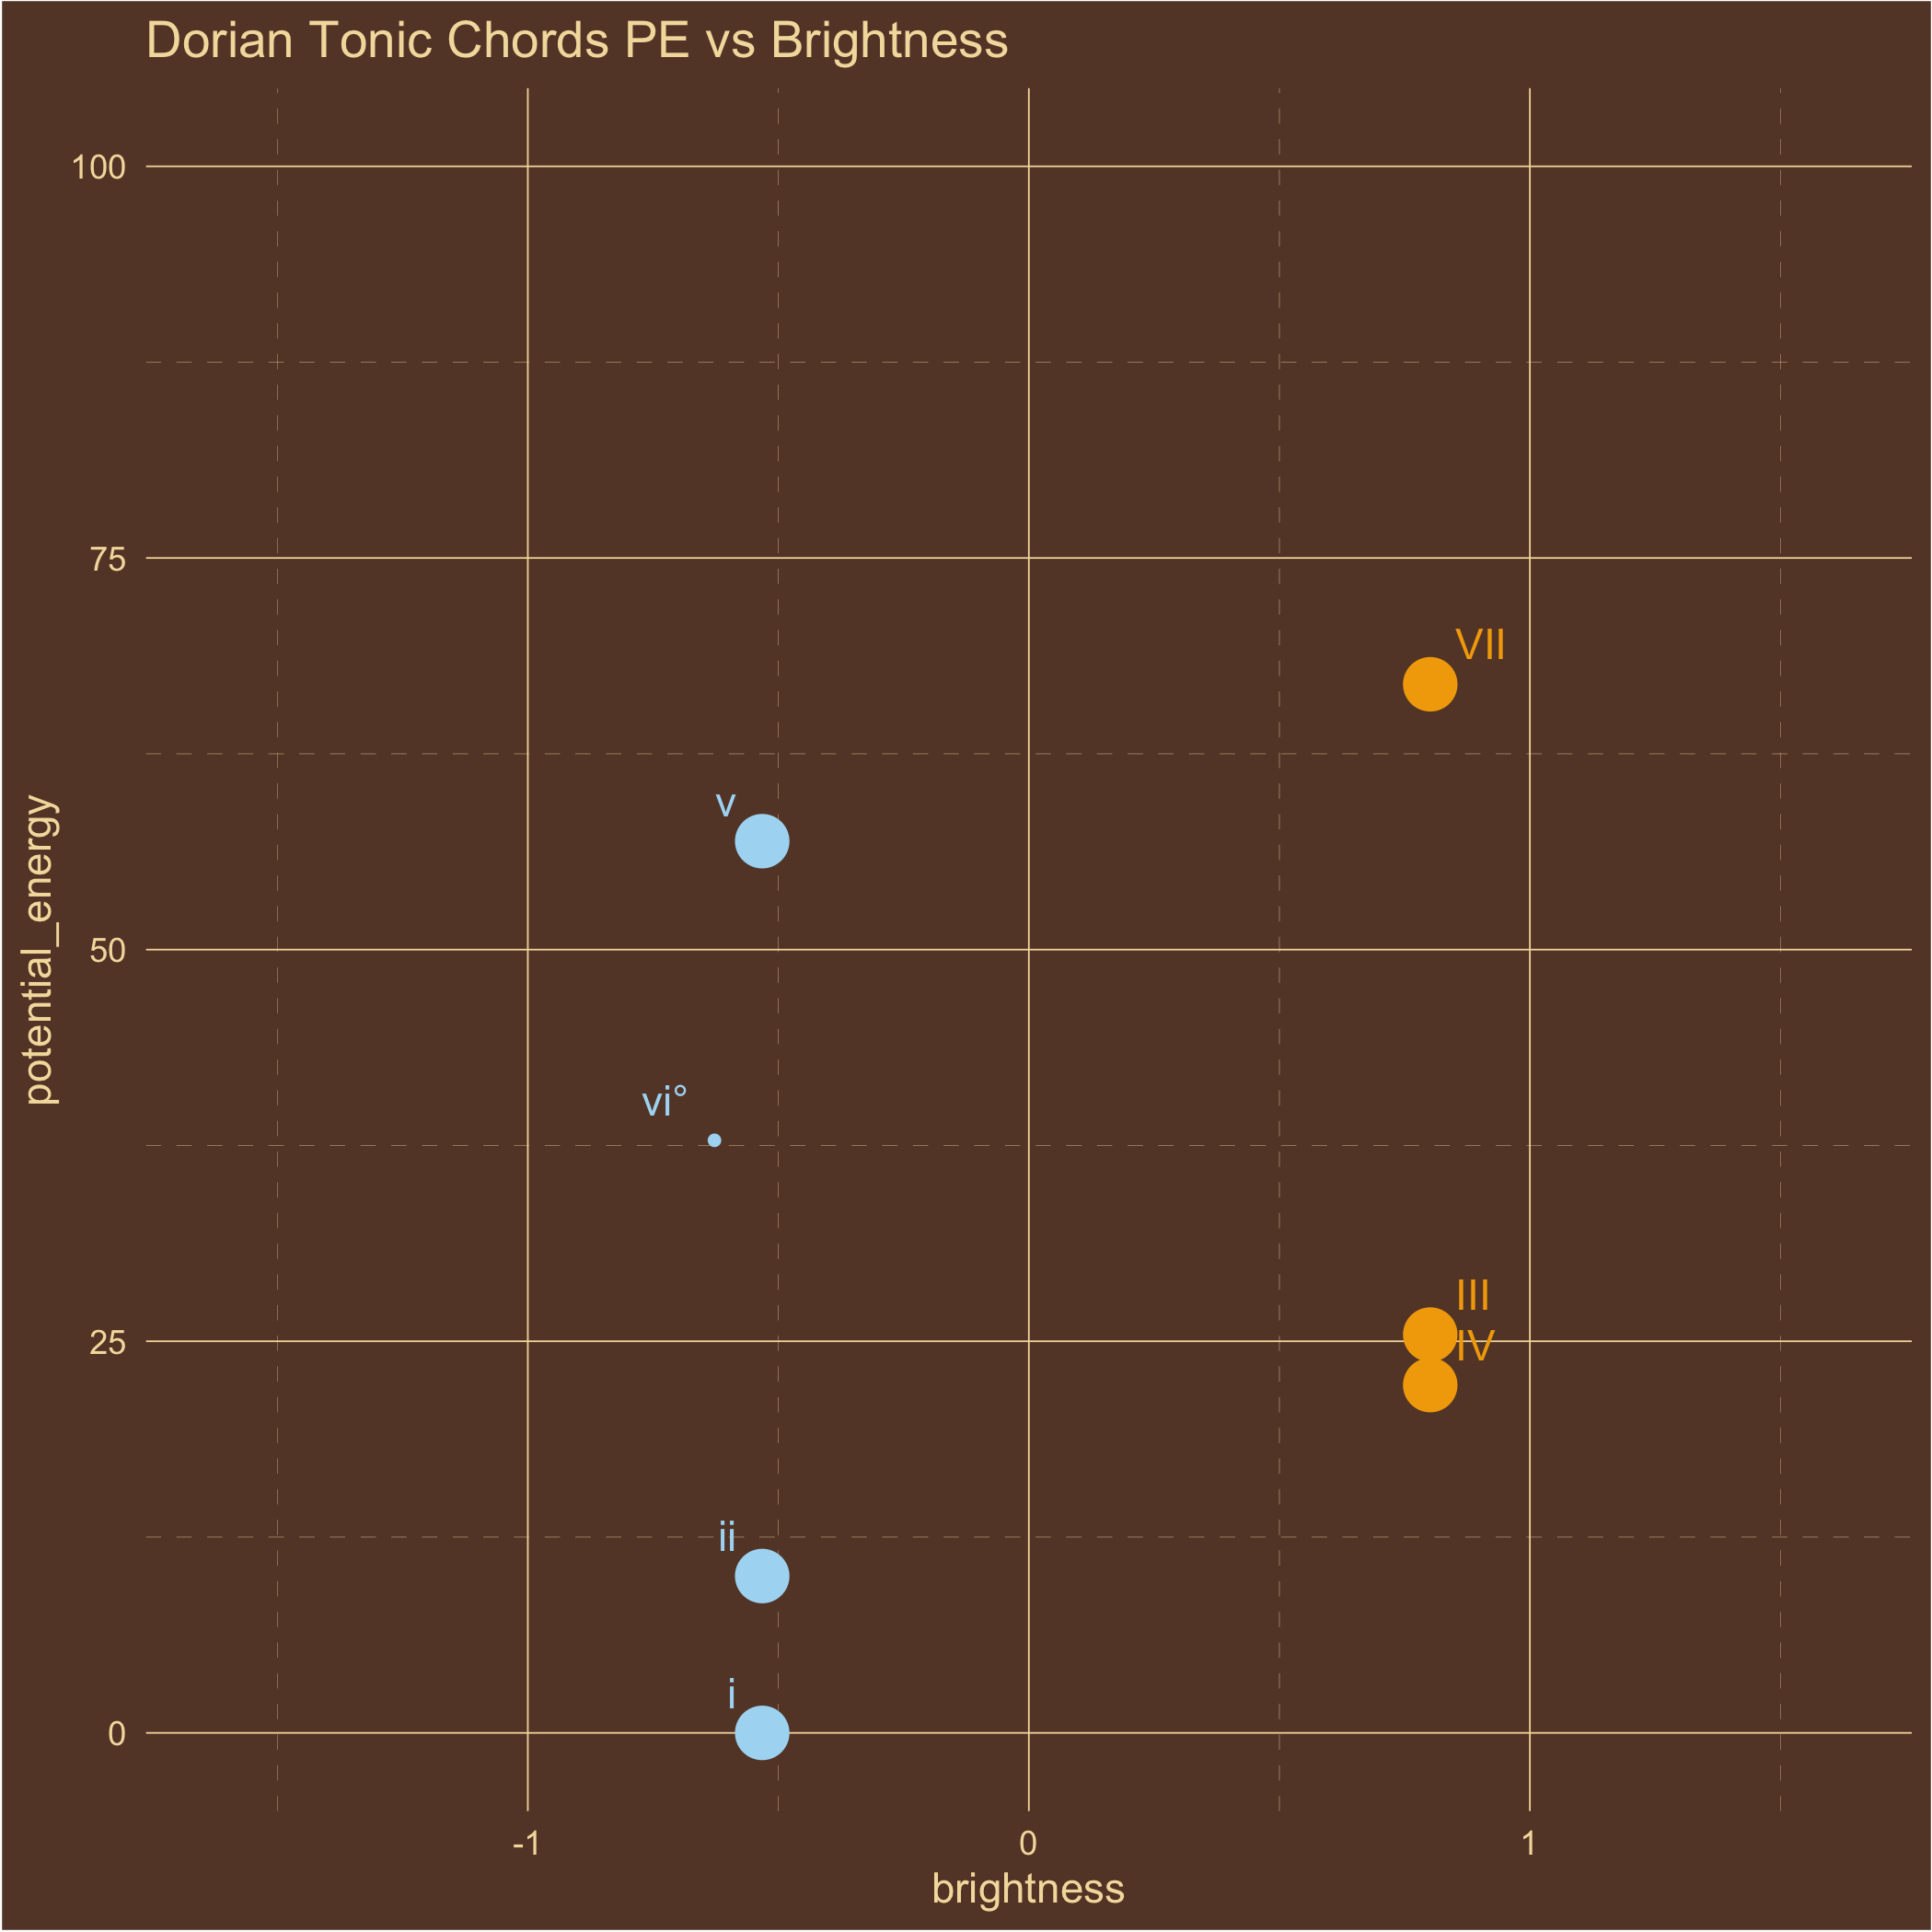 Dorian Tonic Chords PE vs Brightness
100
75
VII
v
50
vi°
III
25
IV
ii
i
0
-1 0 1
brightness
potential_energy